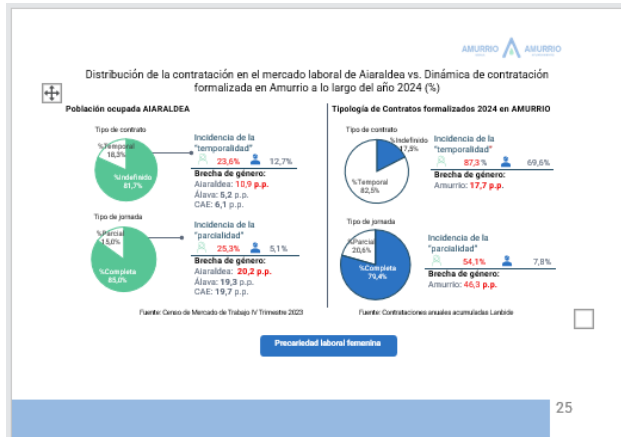 AMURRIO AMURRIO
Distribución de la contratación en el mercado laboral de Aiaraldea vs. Dinámica de contratación
formalizada en Amurrio a lo largo del año 2024 (%)
Población ocupada AIARALDEA
Tipo de contrato
%Temporal
18,3%
%Indefinido
81,7%
Incidencia de la
"temporalidad"
23,6% 12,7%
Brecha de género:
Aiaraldea: 10,9 p.p.
Álava: 5,2 p.p.
CAE: 6,1 p.p.
Tipo de jornada
%Parcial
15,0%
%Completa
85,0%
Incidencia de la
"parcialidad"
25,3% 5,1%
Brecha de género:
Aiaraldea: 20,2 p.p.
Álava: 19,3 p.p.
CAE: 19,7 p.p.
Fuente: Censo de Mercado de Trabajo IV Trimestre 2023
Tipología de Contratos formalizados 2024 en AMURRIO
Tipo de contrato
%Indefinido
17,5%
%Temporal
82,5%
Incidencia de la
"temporalidad"
87,3 % 69,6%
Brecha de género:
Amurrio: 17,7 p.p.
Tipo de jornada
%Parcial
20,6%
%Completa
79,4%
Incidencia de la
"parcialidad"
54,1% 7,8%
Brecha de género:
Amurrio: 46,3 p.p.
Fuente: Contrataciones anuales acumuladas Lanbide
Precariedad laboral femenina
25